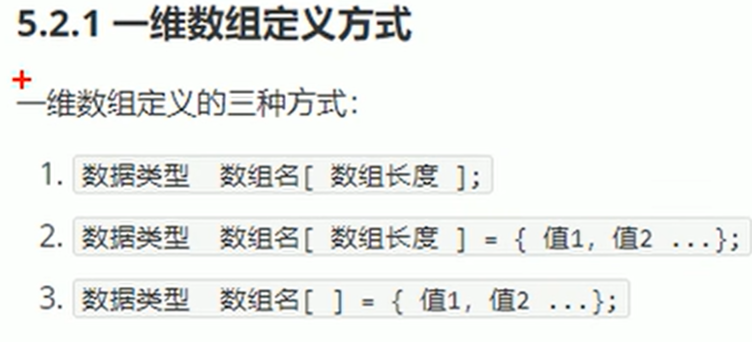 5.2.1 一维数组定义方式
一维数组定义的三种方式：
1. 数据类型  数组名[ 数组长度 ];
2. 数据类型  数组名[ 数组长度 ] = { 值1, 值2 ...};
3. 数据类型  数组名[ ] = { 值1, 值2 ...};